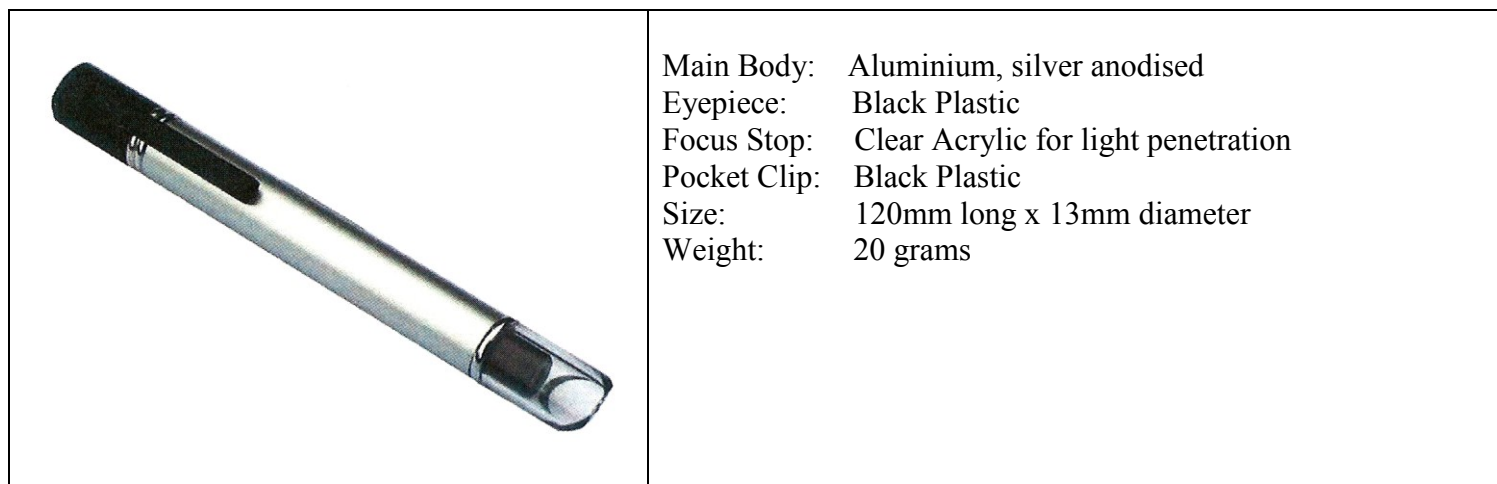 Main Body: Aluminium, silver anodised
Eyepiece: Black Plastic
Focus Stop: Clear Acrylic for light penetration
Pocket Clip: Black Plastic
Size: 120mm long x 13mm diameter
Weight: 20 grams